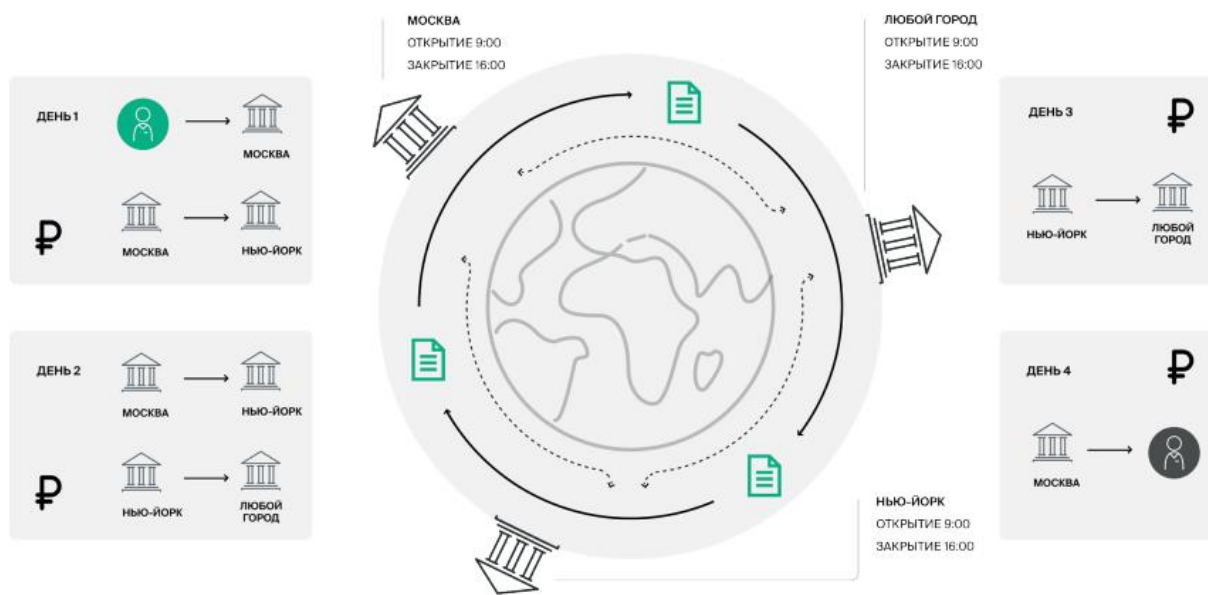 МОСКВА
ОТКРЫТИЕ 9:00
ЗАКРЫТИЕ 16:00
ЛЮБОЙ ГОРОД
ОТКРЫТИЕ 9:00
ЗАКРЫТИЕ 16:00
ДЕНЬ 1
МОСКВА
₽
МОСКВА
НЬЮ-ЙОРК
ДЕНЬ 2
МОСКВА
НЬЮ-ЙОРК
₽
НЬЮ-ЙОРК
ЛЮБОЙ
ГОРОД
ДЕНЬ 3
₽
НЬЮ-ЙОРК
ЛЮБОЙ
ГОРОД
ДЕНЬ 4
₽
МОСКВА
НЬЮ-ЙОРК
ОТКРЫТИЕ 9:00
ЗАКРЫТИЕ 16:00